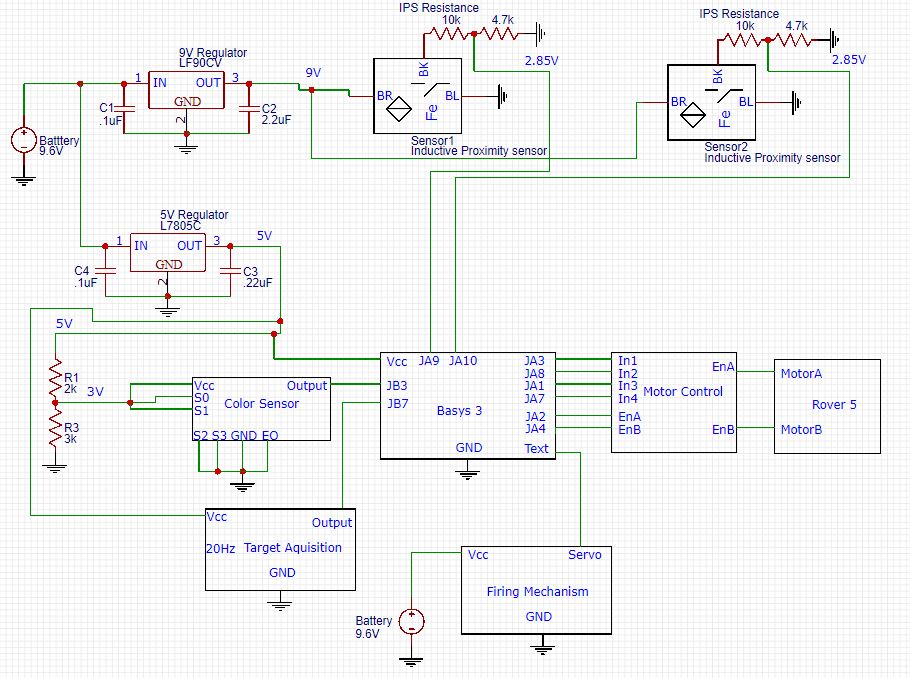 IPS Resistance
10k 4.7k
IPS Resistance
10k 4.7k
9V Regulator
LF90CV
1 IN OUT 3
GND
2
C1
.1uF
C2
2.2uF
9V
BK
BR BL
Fe
2.85V
Sensor1
Inductive Proximity sensor
BK
BR BL
Fe
2.85V
Sensor2
Inductive Proximity sensor
Batttery
9.6V
5V Regulator
L7805C
1 IN OUT 3
GND
2
C4
.1uF
C3
.22uF
5V
5V
R1
2k
3V
R3
3k
Vcc Output
S0
S1
Color Sensor
S2 S3 GND EO
Vcc JA9 JA10
JB3
JB7
Basys 3
GND
JA3
JA8
JA1
JA7
JA2
JA4
Text
In1
In2
In3
In4
EnA
EnB
Motor Control
EnA
EnB
MotorA
Rover 5
MotorB
Vcc
Output
20Hz Target Aquisition
GND
Battery
9.6V
Vcc Servo
Firing Mechanism
GND